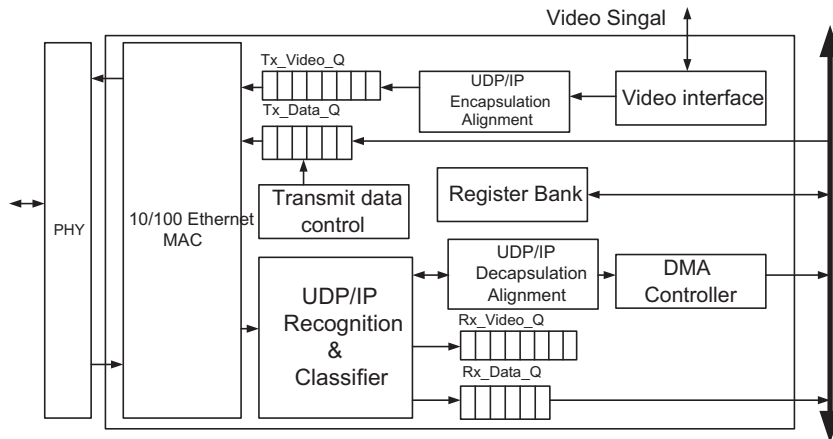 Video Singal
Tx_Video_Q
UDP/IP
Encapsulation
Alignment
Video interface
Tx_Data_Q
Transmit data
control
Register Bank
PHY
10/100 Ethernet
MAC
UDP/IP
Recognition
&
Classifier
UDP/IP
Decapsulation
Alignment
DMA
Controller
Rx_Video_Q
Rx_Data_Q